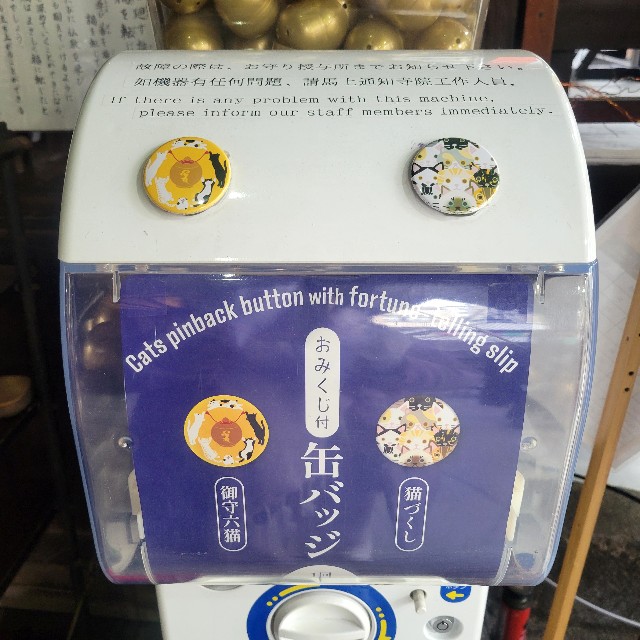 故障の際は、お守り授与所までお知らせ下さい。
如機器有任何問題、請馬上通知寺院工作人員。
If there is any problem with this machine,
please inform our staff members immediately.
Cats pinback button with fortune-telling slip
おみくじ付
缶バッジ
御守六猫
猫づくし